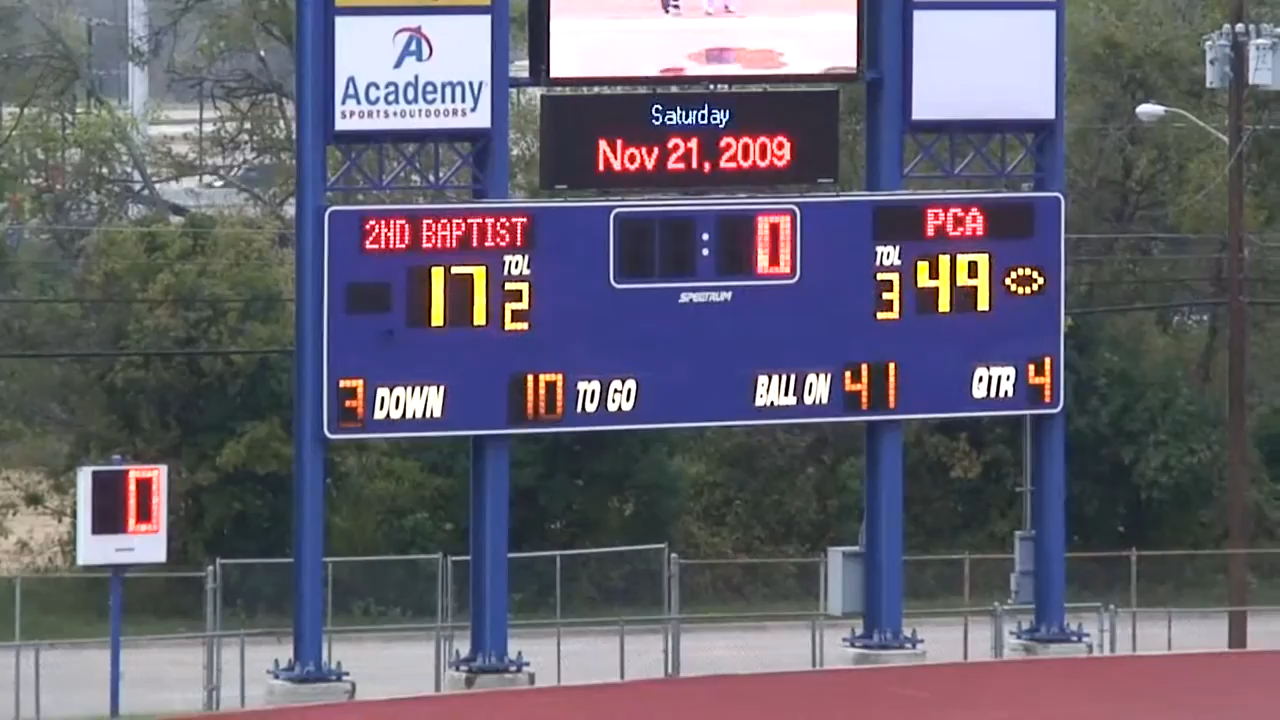 Academy
SPORTS+OUTDOORS
Saturday
Nov 21, 2009
2ND BAPTIST
: 0
PCA
17 TOL 2
SPECTRUM
TOL 3 49
3 DOWN 10 TO GO BALL ON 41 QTR 4
0